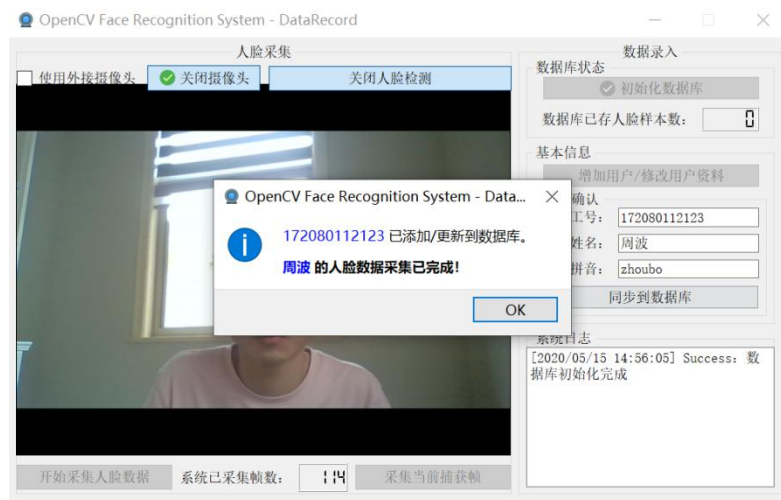 OpenCV Face Recognition System - DataRecord
人脸采集
使用外接摄像头
关闭摄像头
关闭人脸检测
数据录入
数据库状态
初始化数据库
数据库已存人脸样本数:
0
基本信息
增加用户/修改用户资料
确认
工号:
172080112123
姓名:
周波
拼音:
zhoubo
同步到数据库
OpenCV Face Recognition System - Data...
172080112123 已添加/更新到数据库。
周波 的人脸数据采集已完成!
OK
系统日志
[2020/05/15 14:56:05] Success: 数
据库初始化完成
开始采集人脸数据
系统已采集帧数:
114
采集当前捕获帧